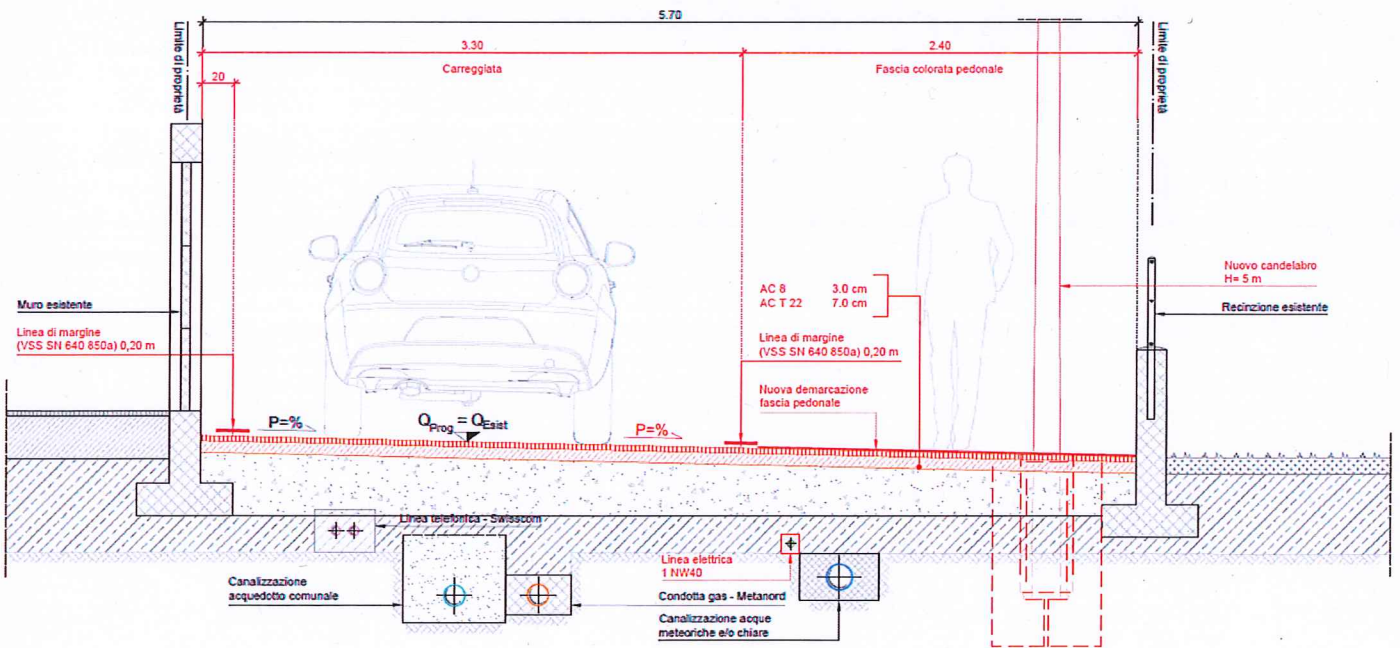 5.70
3.30
2.40
Carreggiata
Fascia colorata pedonale
20
Limite di proprietà
Limite di proprietà
AC 8 3.0 cm
AC T 22 7.0 cm
Nuovo candelabro
H= 5 m
Muro esistente
Recinzione esistente
Linea di margine
(VSS SN 640 850a) 0,20 m
Linea di margine
(VSS SN 640 850a) 0,20 m
Nuova demarcazione
fascia pedonale
P=%
QProg = QEsist
P=%
Linea telefonica - Swisscom
Linea elettrica
1 NW40
Canalizzazione
acquedotto comunale
Condotta gas - Metanord
Canalizzazione acque
meteoriche e/o chiare